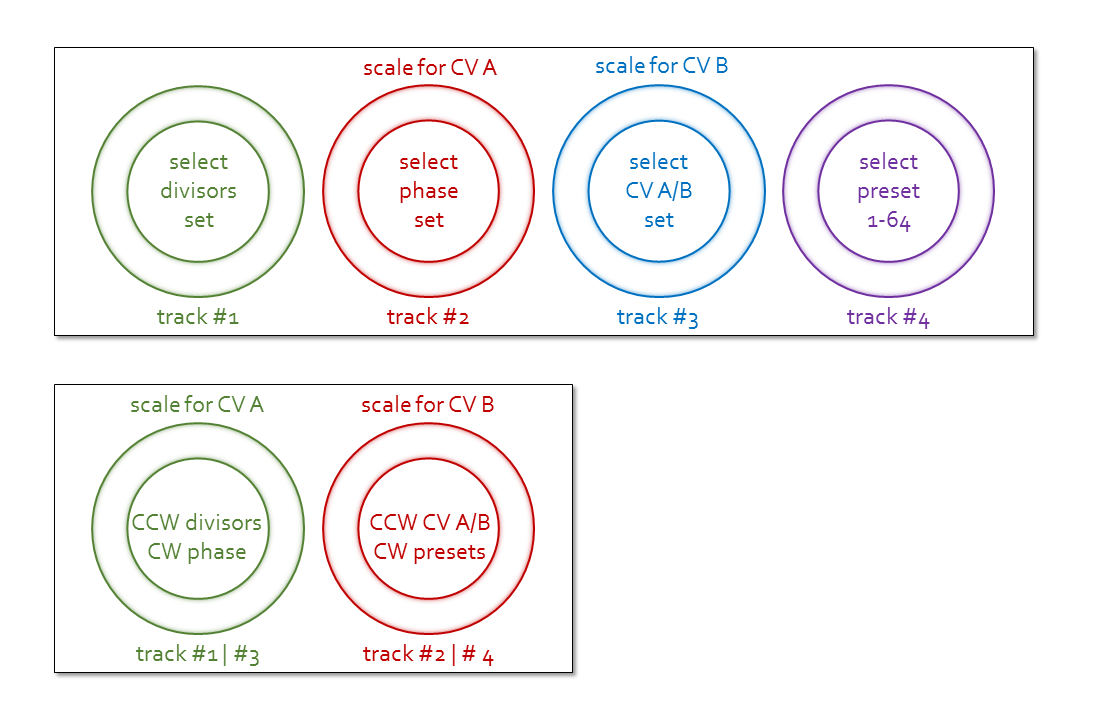 scale for CV A
scale for CV B
select
divisors
set
select
phase
set
select
CV A/B
set
select
preset
1-64
track #1
track #2
track #3
track #4
scale for CV A
scale for CV B
CCW divisors
CW phase
CCW CV A/B
CW presets
track #1 | #3
track #2 | # 4